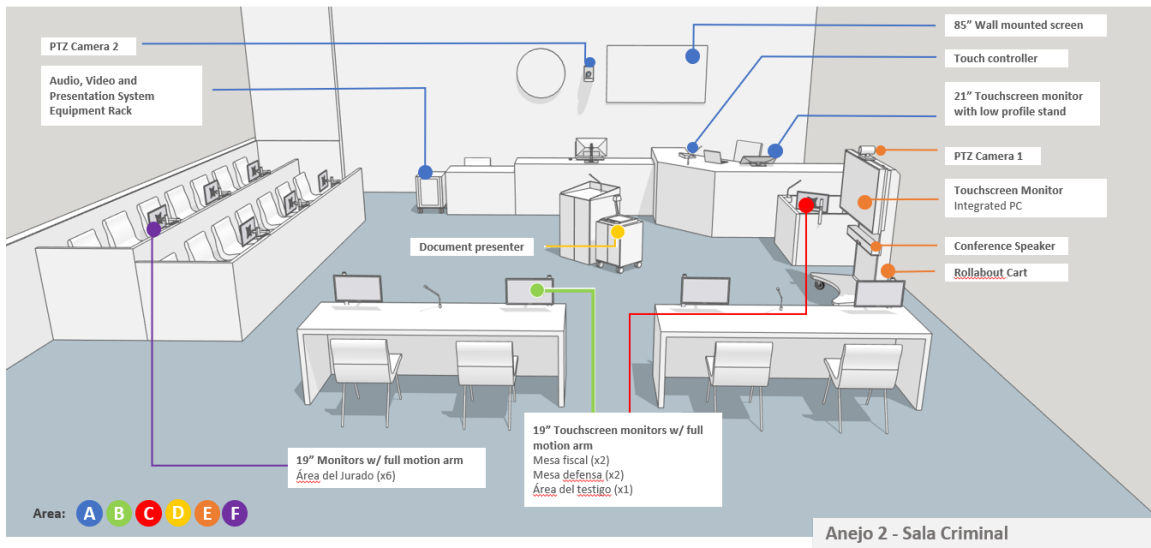 PTZ Camera 2
Audio, Video and
Presentation System
Equipment Rack
85” Wall mounted screen
Touch controller
21” Touchscreen monitor
with low profile stand
PTZ Camera 1
Touchscreen Monitor
Integrated PC
Conference Speaker
Rollabout Cart
Document presenter
19” Monitors w/ full motion arm
Área del Jurado (x6)
19” Touchscreen monitors w/ full
motion arm
Mesa fiscal (x2)
Mesa defensa (x2)
Área del testigo (x1)
Area: A B C D E F
Anejo 2 - Sala Criminal